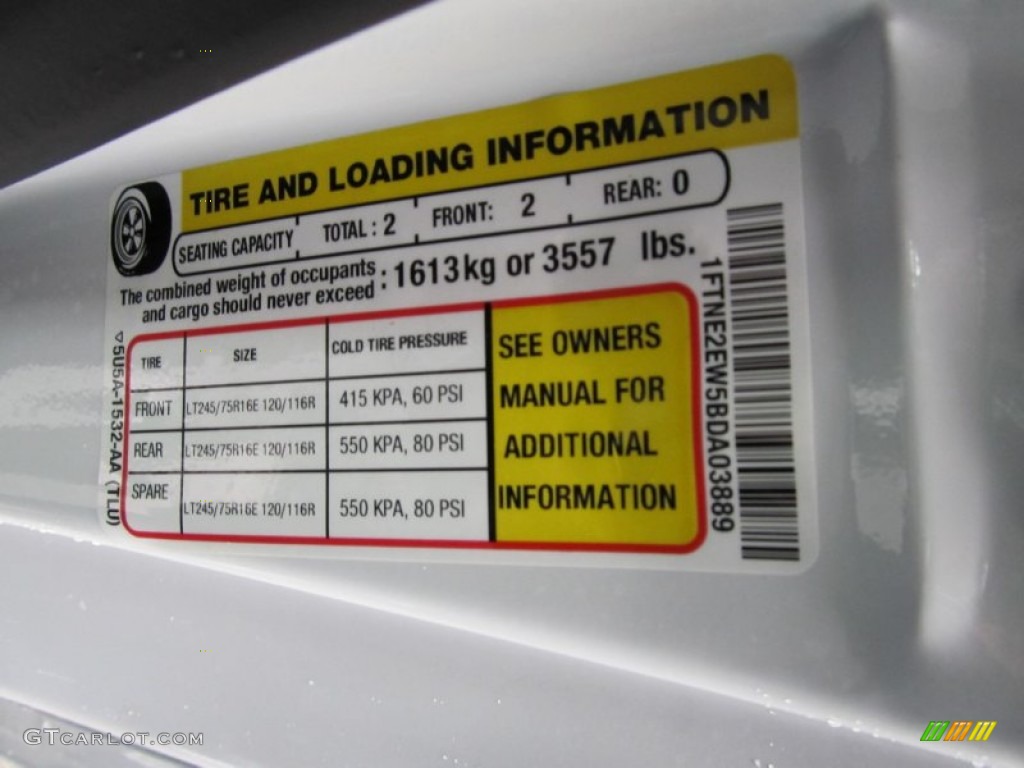 TIRE AND LOADING INFORMATION
SEATING CAPACITY TOTAL : 2 FRONT: 2 REAR: 0
The combined weight of occupants
and cargo should never exceed : 1613kg or 3557 lbs.
TIRE SIZE COLD TIRE PRESSURE
FRONT LT245/75R16E 120/116R 415 KPA, 60 PSI
REAR LT245/75R16E 120/116R 550 KPA, 80 PSI
SPARE LT245/75R16E 120/116R 550 KPA, 80 PSI
SEE OWNERS
MANUAL FOR
ADDITIONAL
INFORMATION
5U5A-1532-AA (TLU)
1FTNE2EW5BDA03889
GTCARLOT.COM